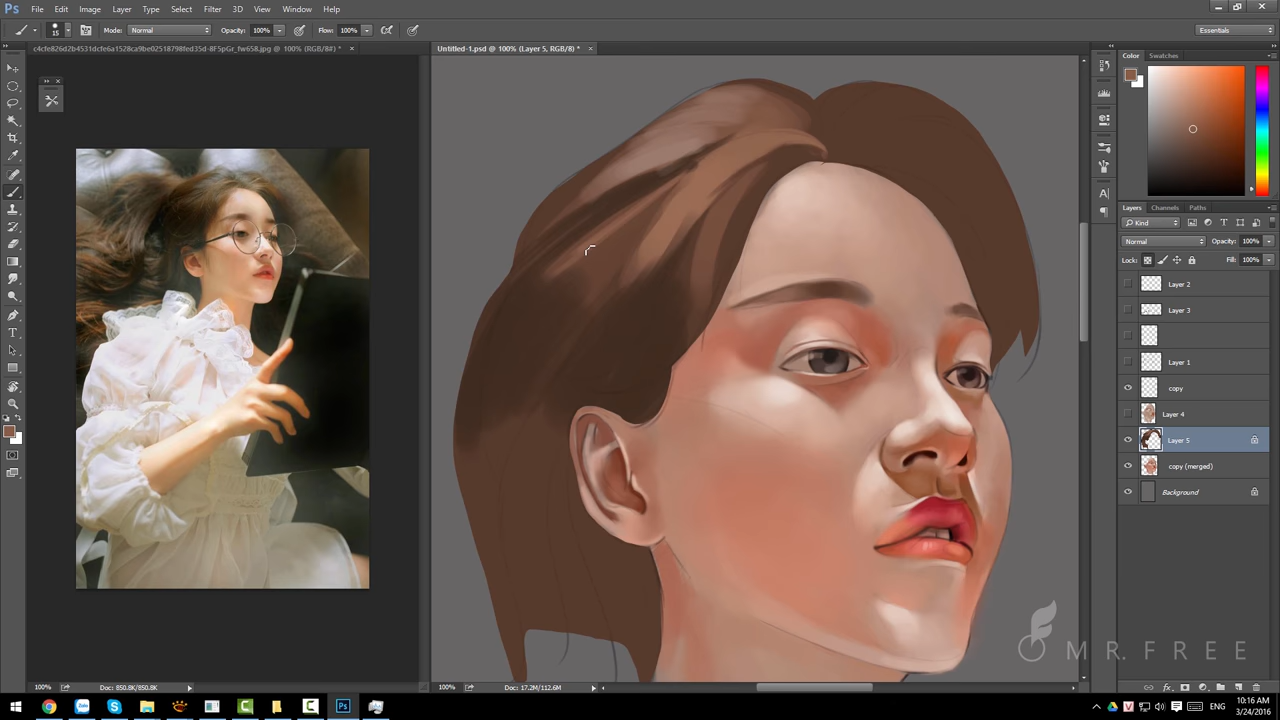 Ps File Edit Image Layer Type Select Filter 3D View Window Help
15 Mode: Normal Opacity: 100% Flow: 100% Essentials
c4cfe826d2b4531dcfe6a1528ca9be02518798fed35d-8F5pGr_fw658.jpg @ 100% (RGB/8#) * ×
Untitled-1.psd @ 100% (Layer 5, RGB/8) * ×
Color Swatches
Layers Channels Paths
Kind
Normal Opacity: 100%
Lock: Fill: 100%
Layer 2
Layer 3
Layer 1
copy
Layer 4
Layer 5
copy (merged)
Background
MR.FREE
100% Doc: 850.8K/850.8K
100% Doc: 17.2M/112.6M
fx
Zalo
Ps
ENG
10:16 AM
3/24/2016